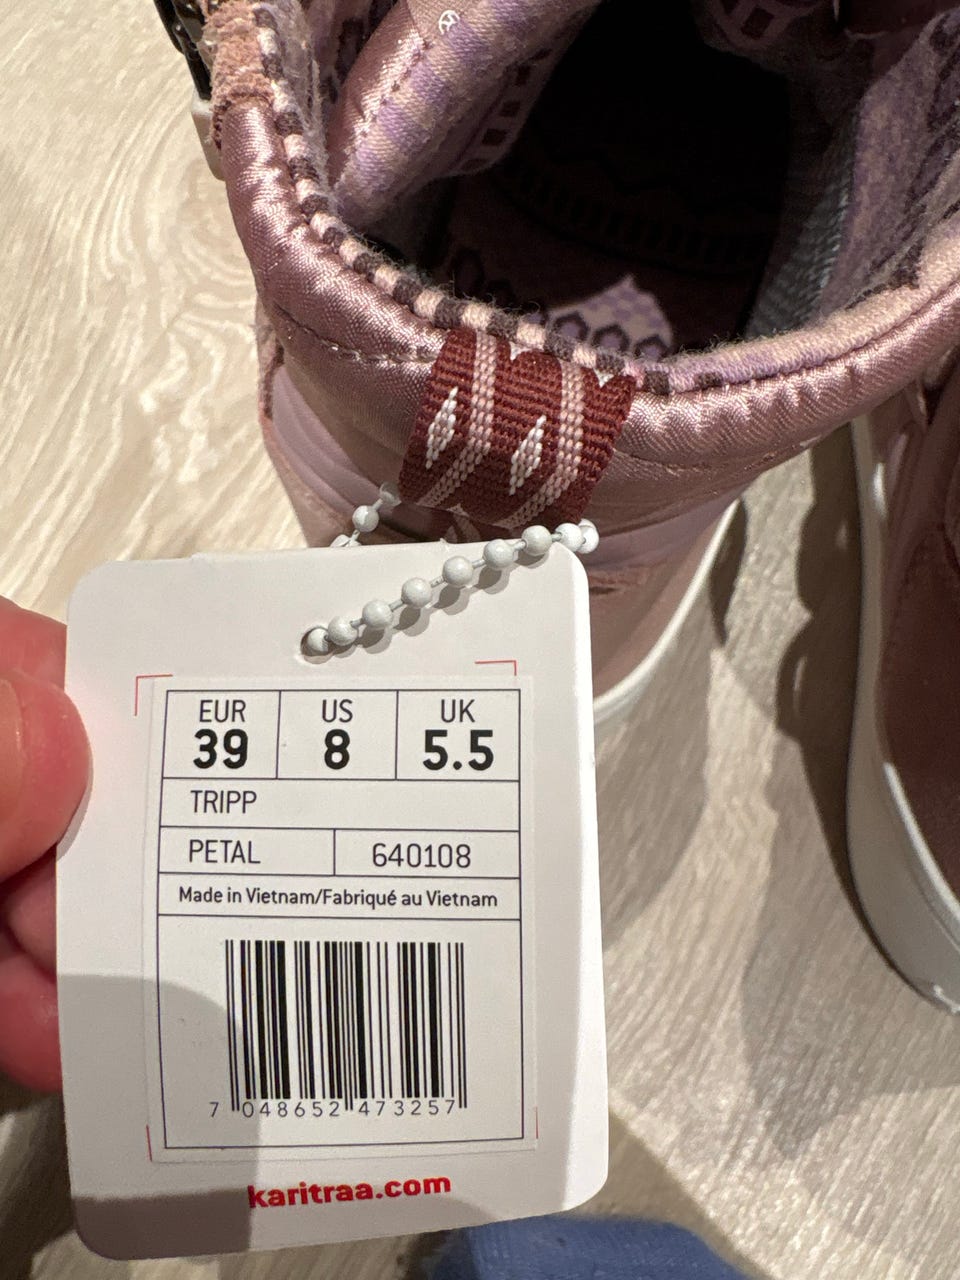 EUR US UK
39 8 5.5
TRIPP
PETAL 640108
Made in Vietnam/Fabriqué au Vietnam
7 048652 473257
karitraa.com